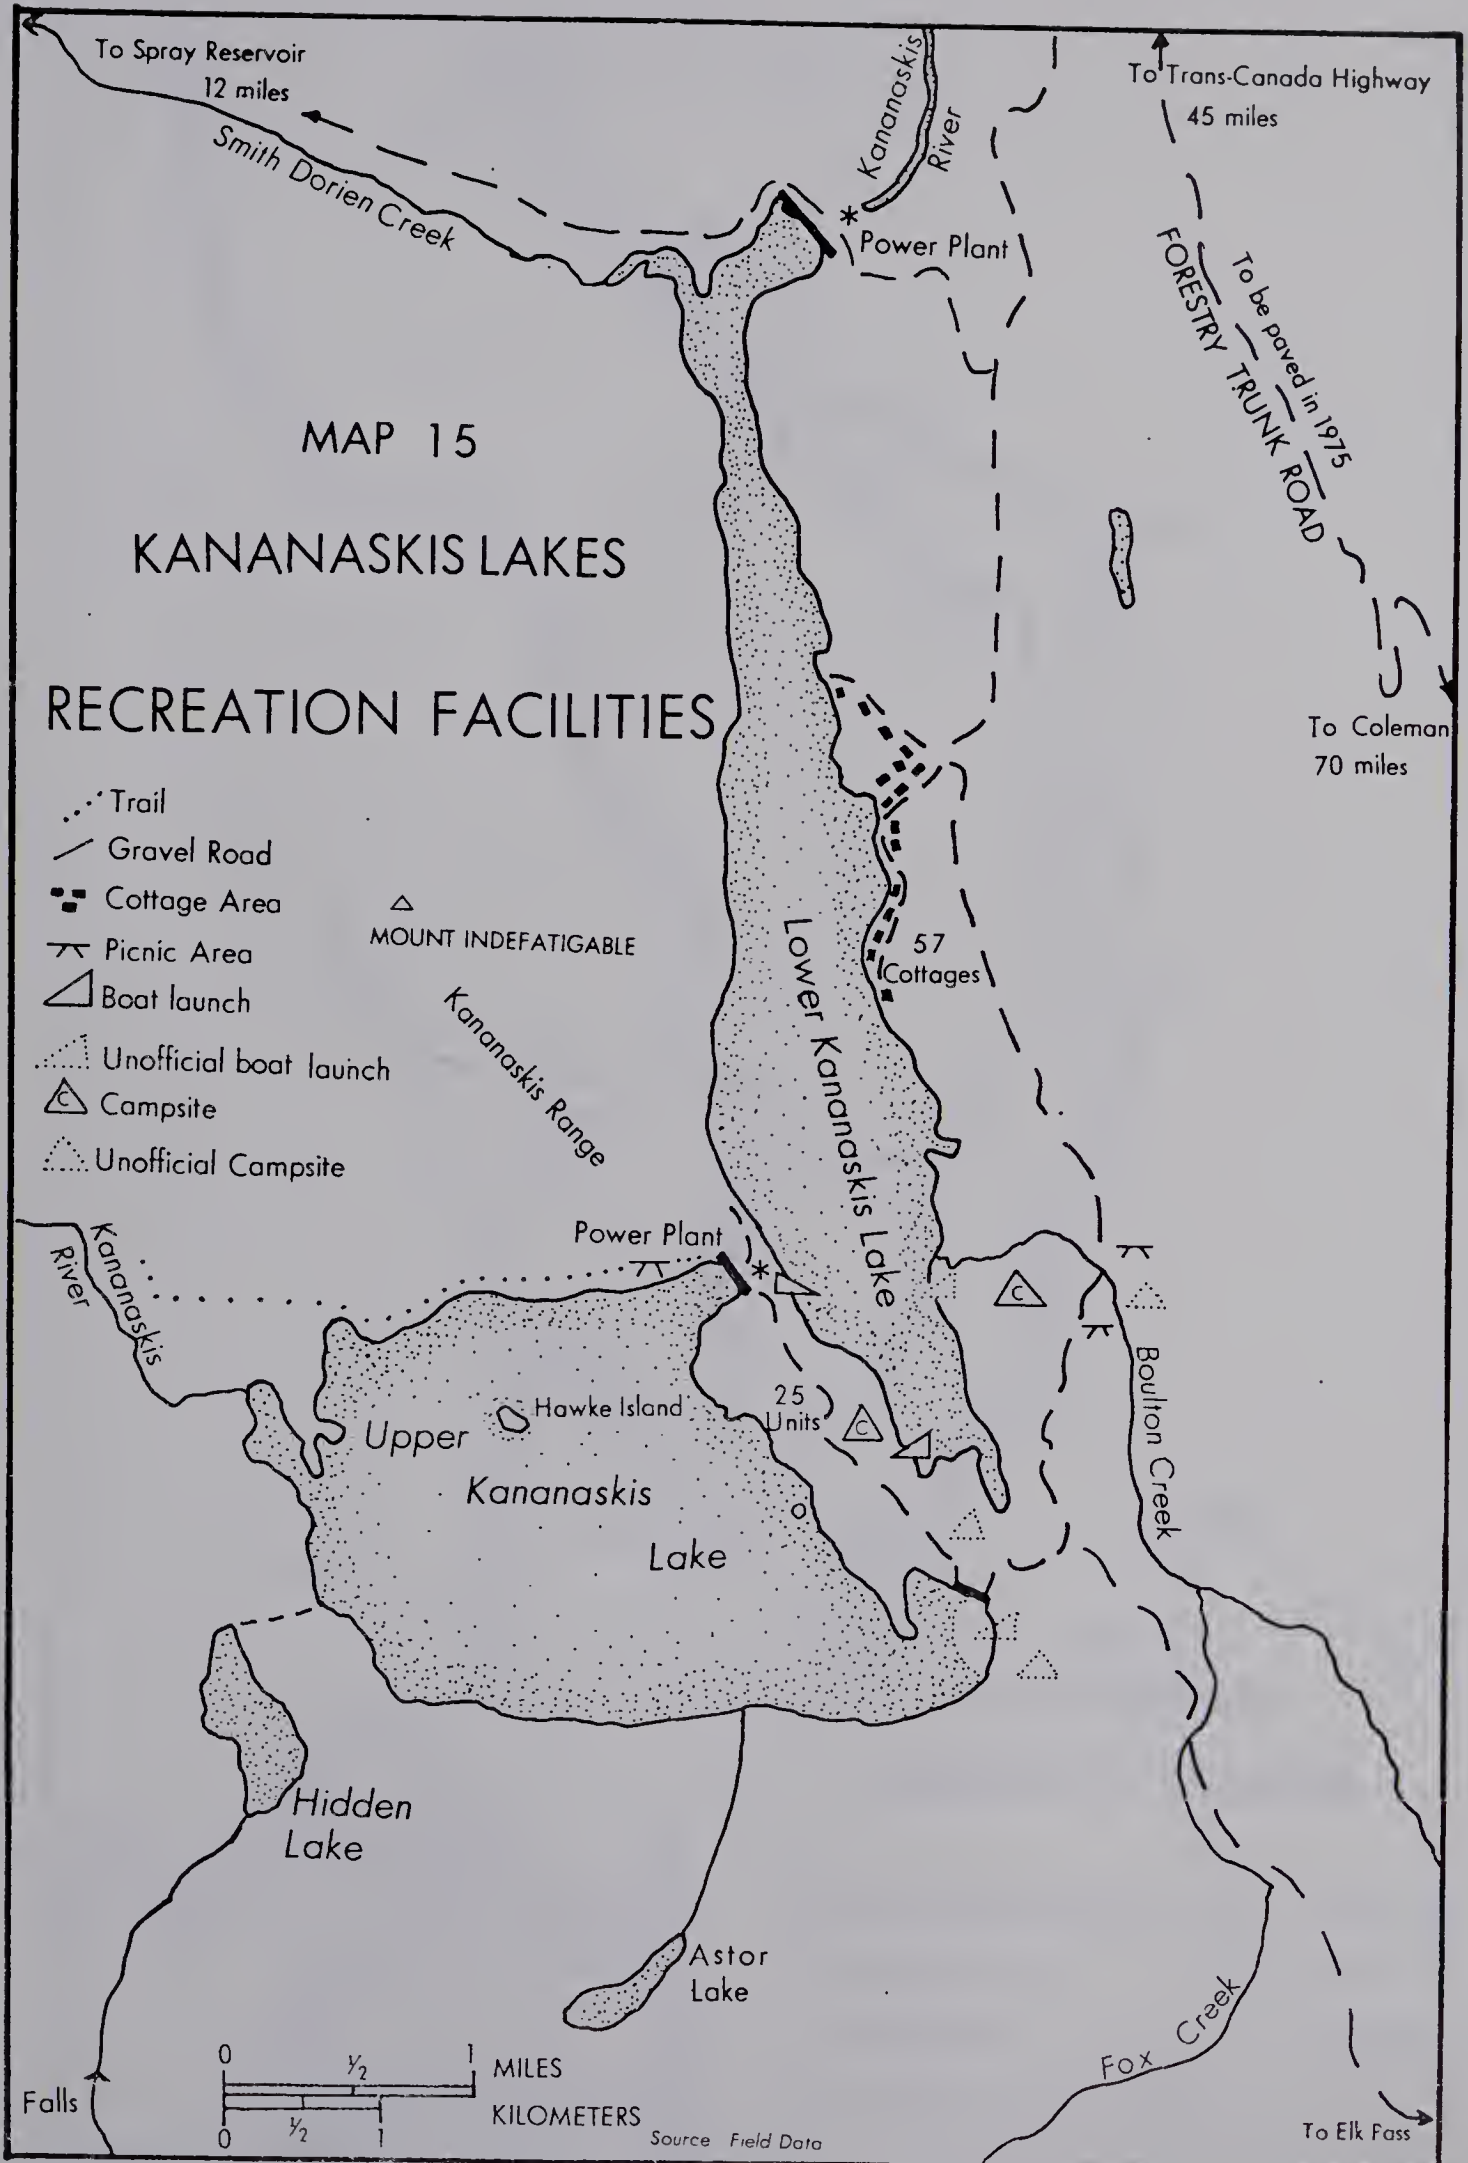 To Spray Reservoir
12 miles
Smith Dorien Creek
Kananaskis
River
To Trans-Canada Highway
45 miles
* Power Plant
To be paved in 1975
FORESTRY TRUNK ROAD
MAP 15
KANANASKIS LAKES
RECREATION FACILITIES
To Coleman
70 miles
Trail
Gravel Road
Cottage Area
Picnic Area
Boat launch
Unofficial boat launch
C Campsite
Unofficial Campsite
MOUNT INDEFATIGABLE
Kananaskis Range
57
Cottages
Lower Kananaskis Lake
Kananaskis
River
Power Plant
*
C
Boulton Creek
25
Units
C
Hawke Island
Upper
Kananaskis
Lake
Hidden
Lake
Astor
Lake
Fox Creek
Falls
0 ½ 1 MILES
KILOMETERS
0 ½ 1
Source Field Data
To Elk Pass